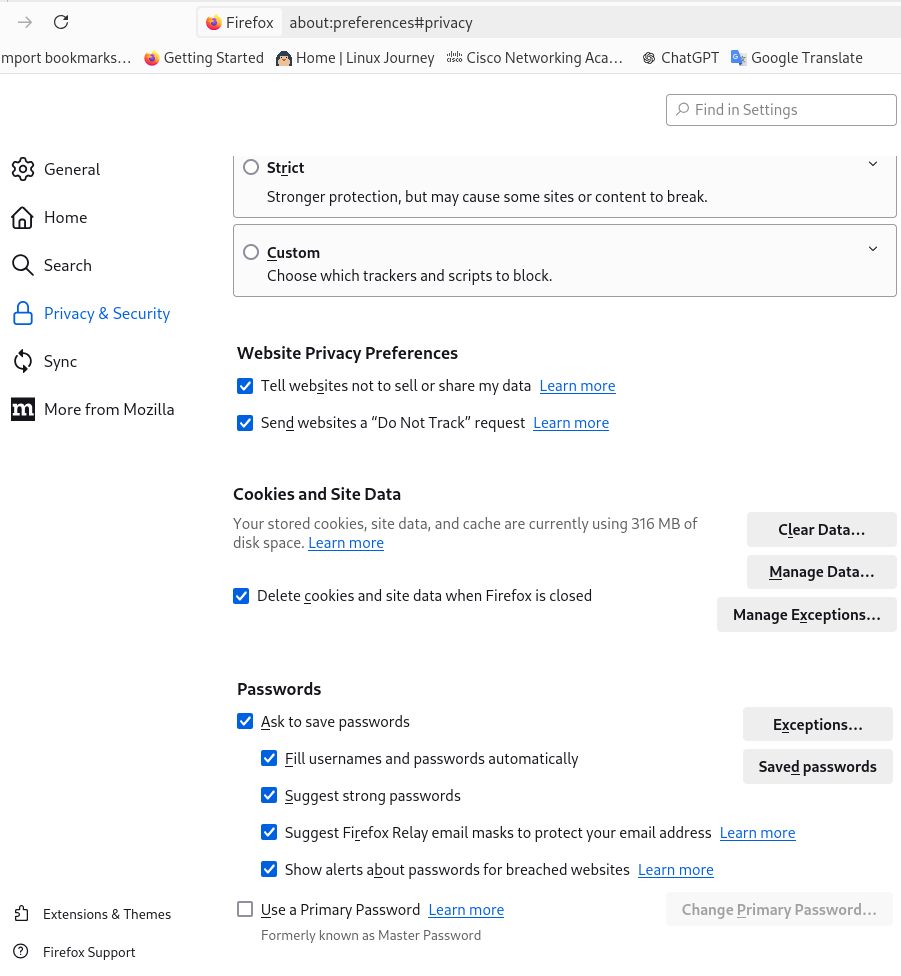 Firefox about:preferences#privacy
mport bookmarks... Getting Started Home | Linux Journey Cisco Networking Aca... ChatGPT Google Translate
Find in Settings
General
Home
Search
Privacy & Security
Sync
More from Mozilla
Extensions & Themes
Firefox Support
Strict
Stronger protection, but may cause some sites or content to break.
Custom
Choose which trackers and scripts to block.
Website Privacy Preferences
Tell websites not to sell or share my data Learn more
Send websites a “Do Not Track” request Learn more
Cookies and Site Data
Your stored cookies, site data, and cache are currently using 316 MB of
disk space. Learn more
Clear Data...
Manage Data...
Delete cookies and site data when Firefox is closed
Manage Exceptions...
Passwords
Ask to save passwords
Exceptions...
Fill usernames and passwords automatically
Saved passwords
Suggest strong passwords
Suggest Firefox Relay email masks to protect your email address Learn more
Show alerts about passwords for breached websites Learn more
Use a Primary Password Learn more
Change Primary Password...
Formerly known as Master Password